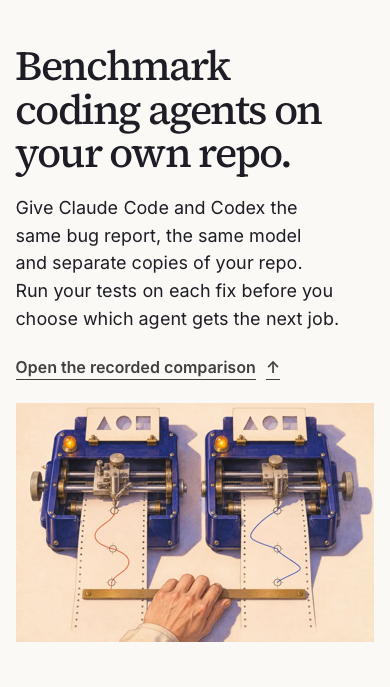 Benchmark
coding agents on
your own repo.
Give Claude Code and Codex the
same bug report, the same model
and separate copies of your repo.
Run your tests on each fix before you
choose which agent gets the next job.
Open the recorded comparison ↑